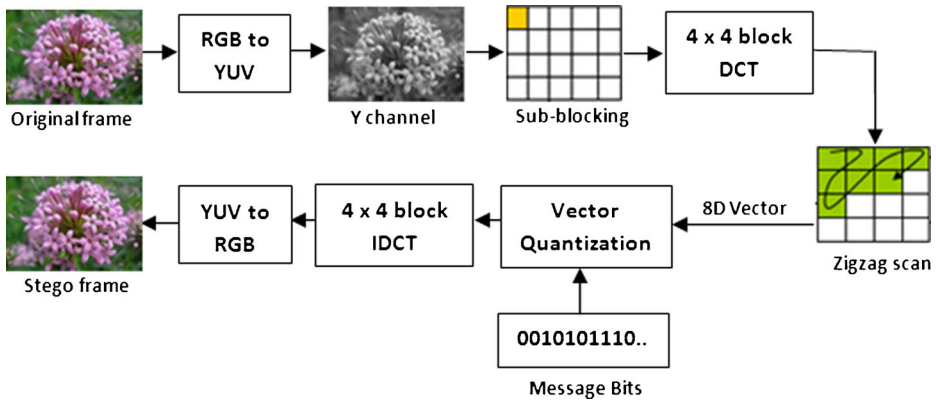 RGB to
YUV
4 x 4 block
DCT
Original frame
Y channel
Sub-blocking
YUV to
RGB
4 x 4 block
IDCT
Vector
Quantization
8D Vector
Zigzag scan
Stego frame
0010101110..
Message Bits